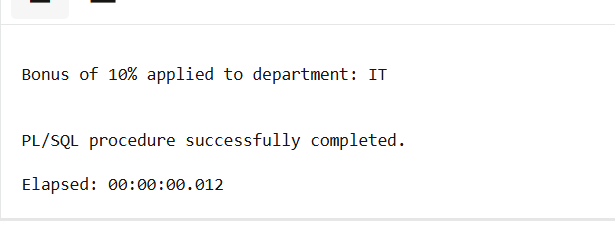 Bonus of 10% applied to department: IT
PL/SQL procedure successfully completed.
Elapsed: 00:00:00.012